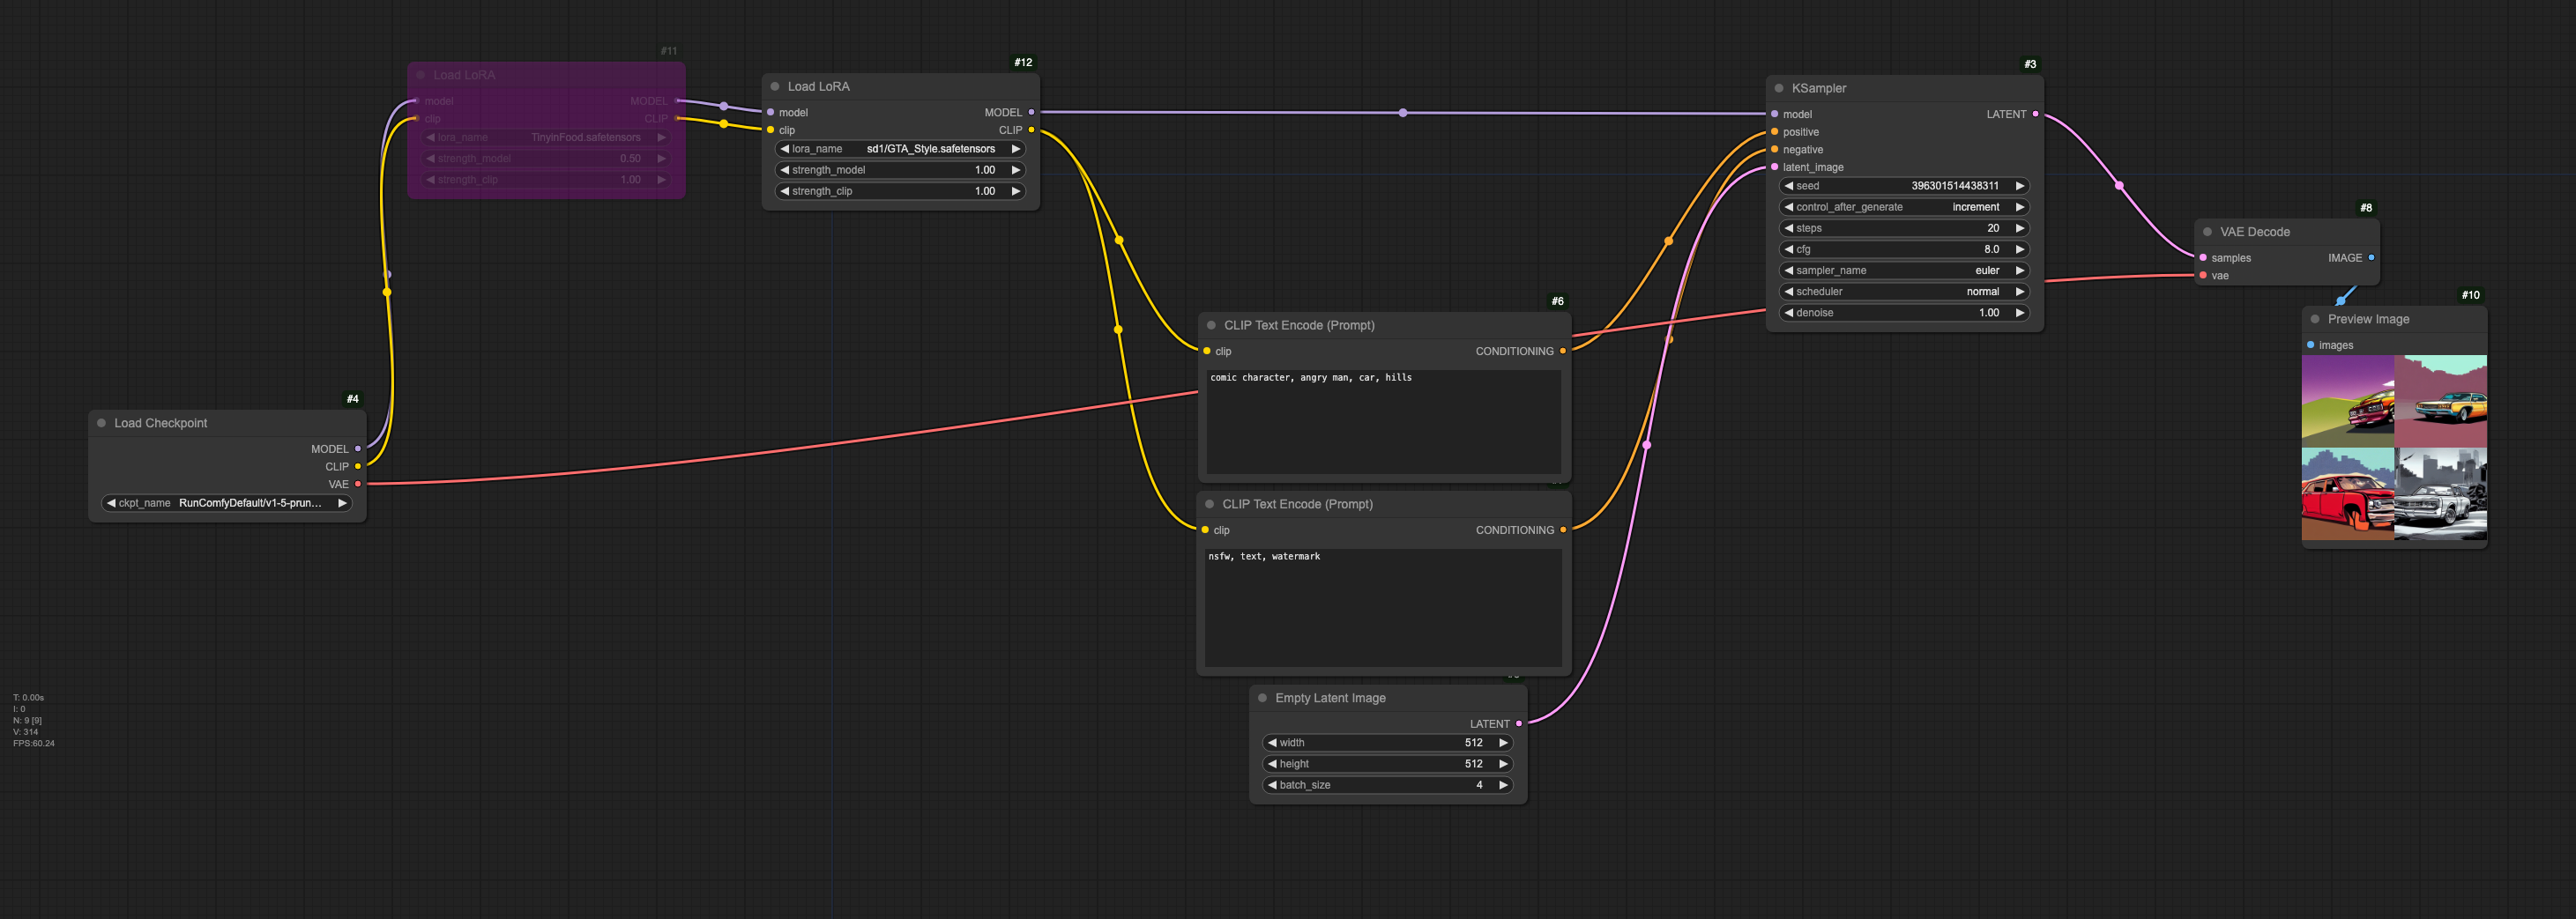 #11
Load LoRA
model MODEL
clip CLIP
lora_name TinyInFood.safetensors
strength_model 0.50
strength_clip 1.00
#12
Load LoRA
model MODEL
clip CLIP
lora_name sd1/GTA_Style.safetensors
strength_model 1.00
strength_clip 1.00
#4
Load Checkpoint
MODEL
CLIP
VAE
ckpt_name RunComfyDefault/v1-5-prun...
#6
CLIP Text Encode (Prompt)
clip CONDITIONING
comic character, angry man, car, hills
CLIP Text Encode (Prompt)
clip CONDITIONING
nsfw, text, watermark
Empty Latent Image
LATENT
width 512
height 512
batch_size 4
#3
KSampler
model LATENT
positive
negative
latent_image
seed 396301514438311
control_after_generate increment
steps 20
cfg 8.0
sampler_name euler
scheduler normal
denoise 1.00
#8
VAE Decode
samples IMAGE
vae
#10
Preview Image
images
T: 0.00s
I: 0
N: 9 [9]
V: 314
FPS:60.24